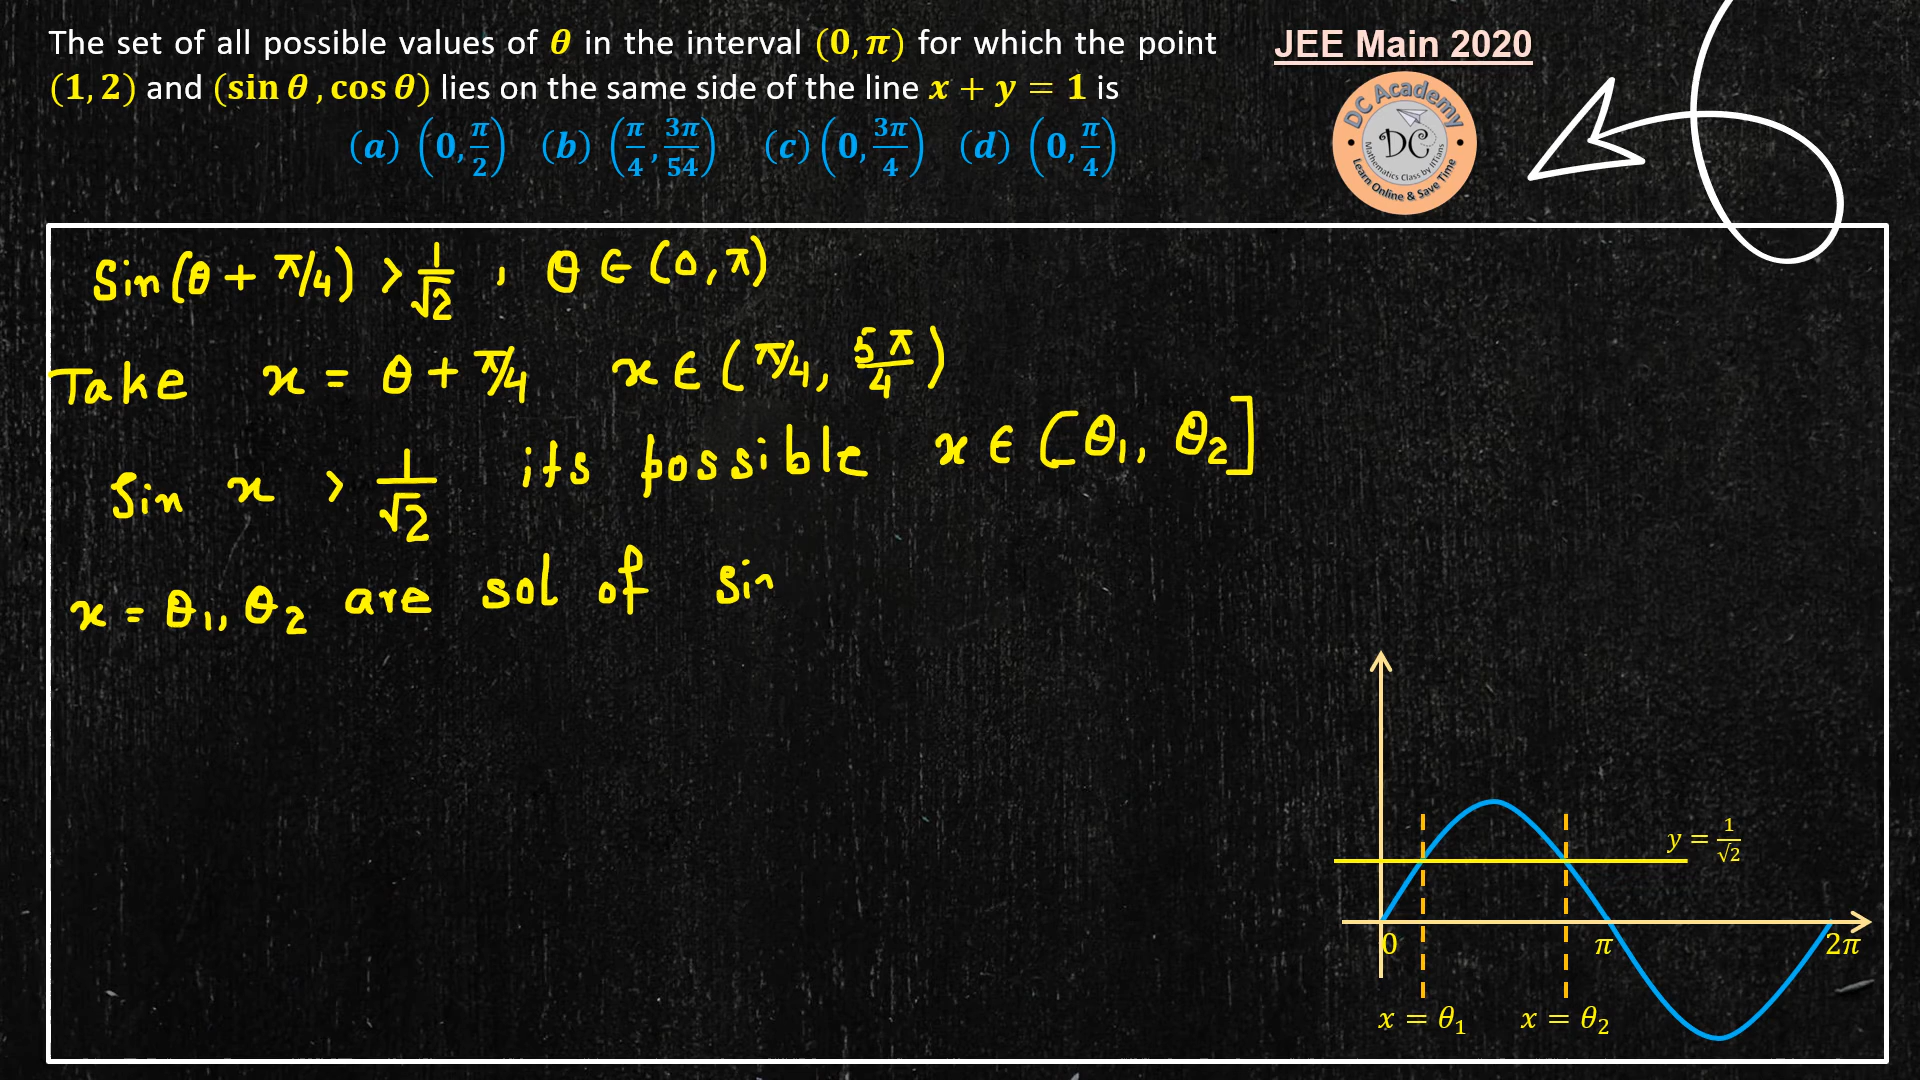 The set of all possible values of θ in the interval (0, π) for which the point
(1, 2) and (sin θ, cos θ) lies on the same side of the line x + y = 1 is
(a) (0, π/2) (b) (π/4, 3π/54) (c) (0, 3π/4) (d) (0, π/4)
JEE Main 2020
DC Academy
DC
Mathematics Class by IITians
Learn Online & Save Time
Sin(θ + π/4) > 1/√2 , θ ∈ (0, π)
Take x = θ + π/4 x ∈ (π/4, 5π/4)
Sin x > 1/√2 its possible x ∈ [θ₁, θ₂]
x = θ₁, θ₂ are sol of sin
y = 1/√2
0 π 2π
x = θ₁ x = θ₂